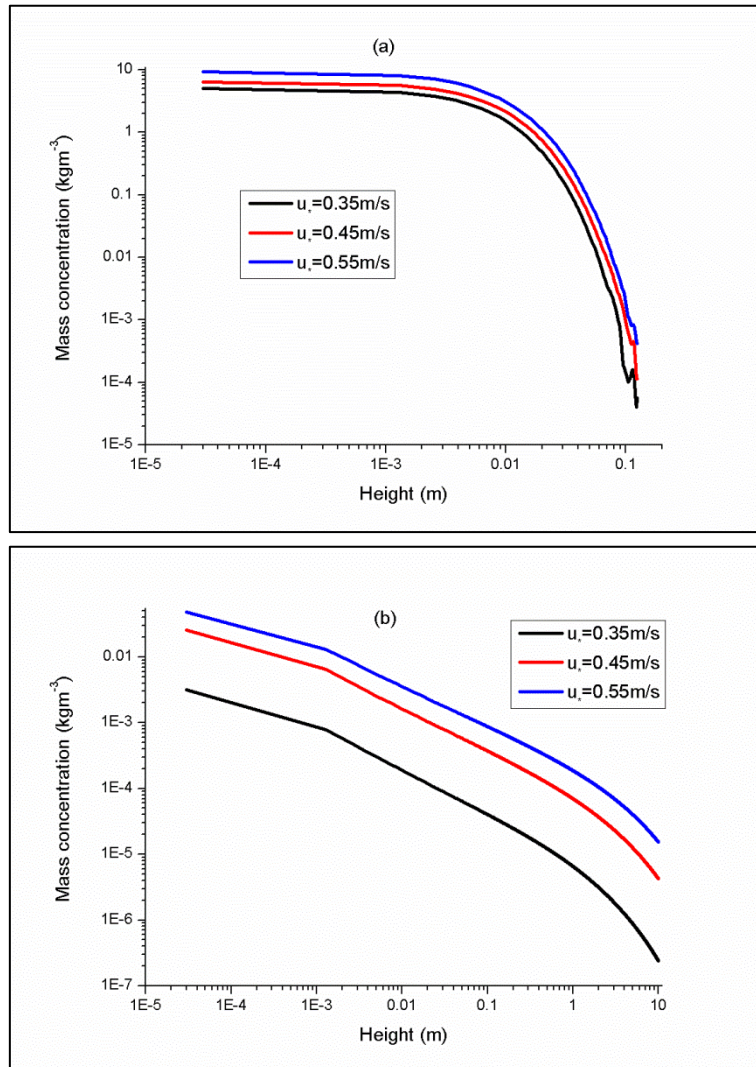 (a)
Mass concentration (kgm⁻³)
10
1
0.1
0.01
1E-3
1E-4
1E-5
u*=0.35m/s
u*=0.45m/s
u*=0.55m/s
1E-5
1E-4
1E-3
0.01
0.1
Height (m)
(b)
Mass concentration (kgm⁻³)
0.01
1E-3
1E-4
1E-5
1E-6
1E-7
u*=0.35m/s
u*=0.45m/s
u*=0.55m/s
1E-5
1E-4
1E-3
0.01
0.1
1
10
Height (m)